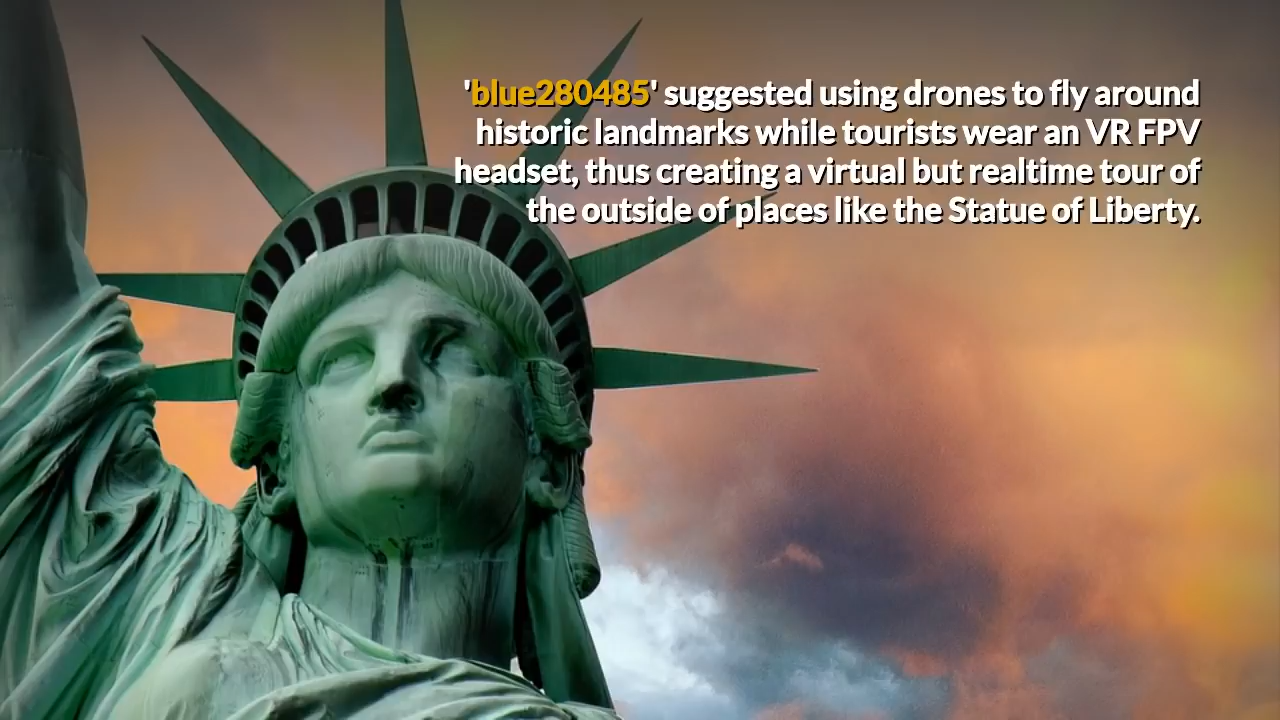 'blue280485' suggested using drones to fly around
historic landmarks while tourists wear an VR FPV
headset, thus creating a virtual but realtime tour of
the outside of places like the Statue of Liberty.